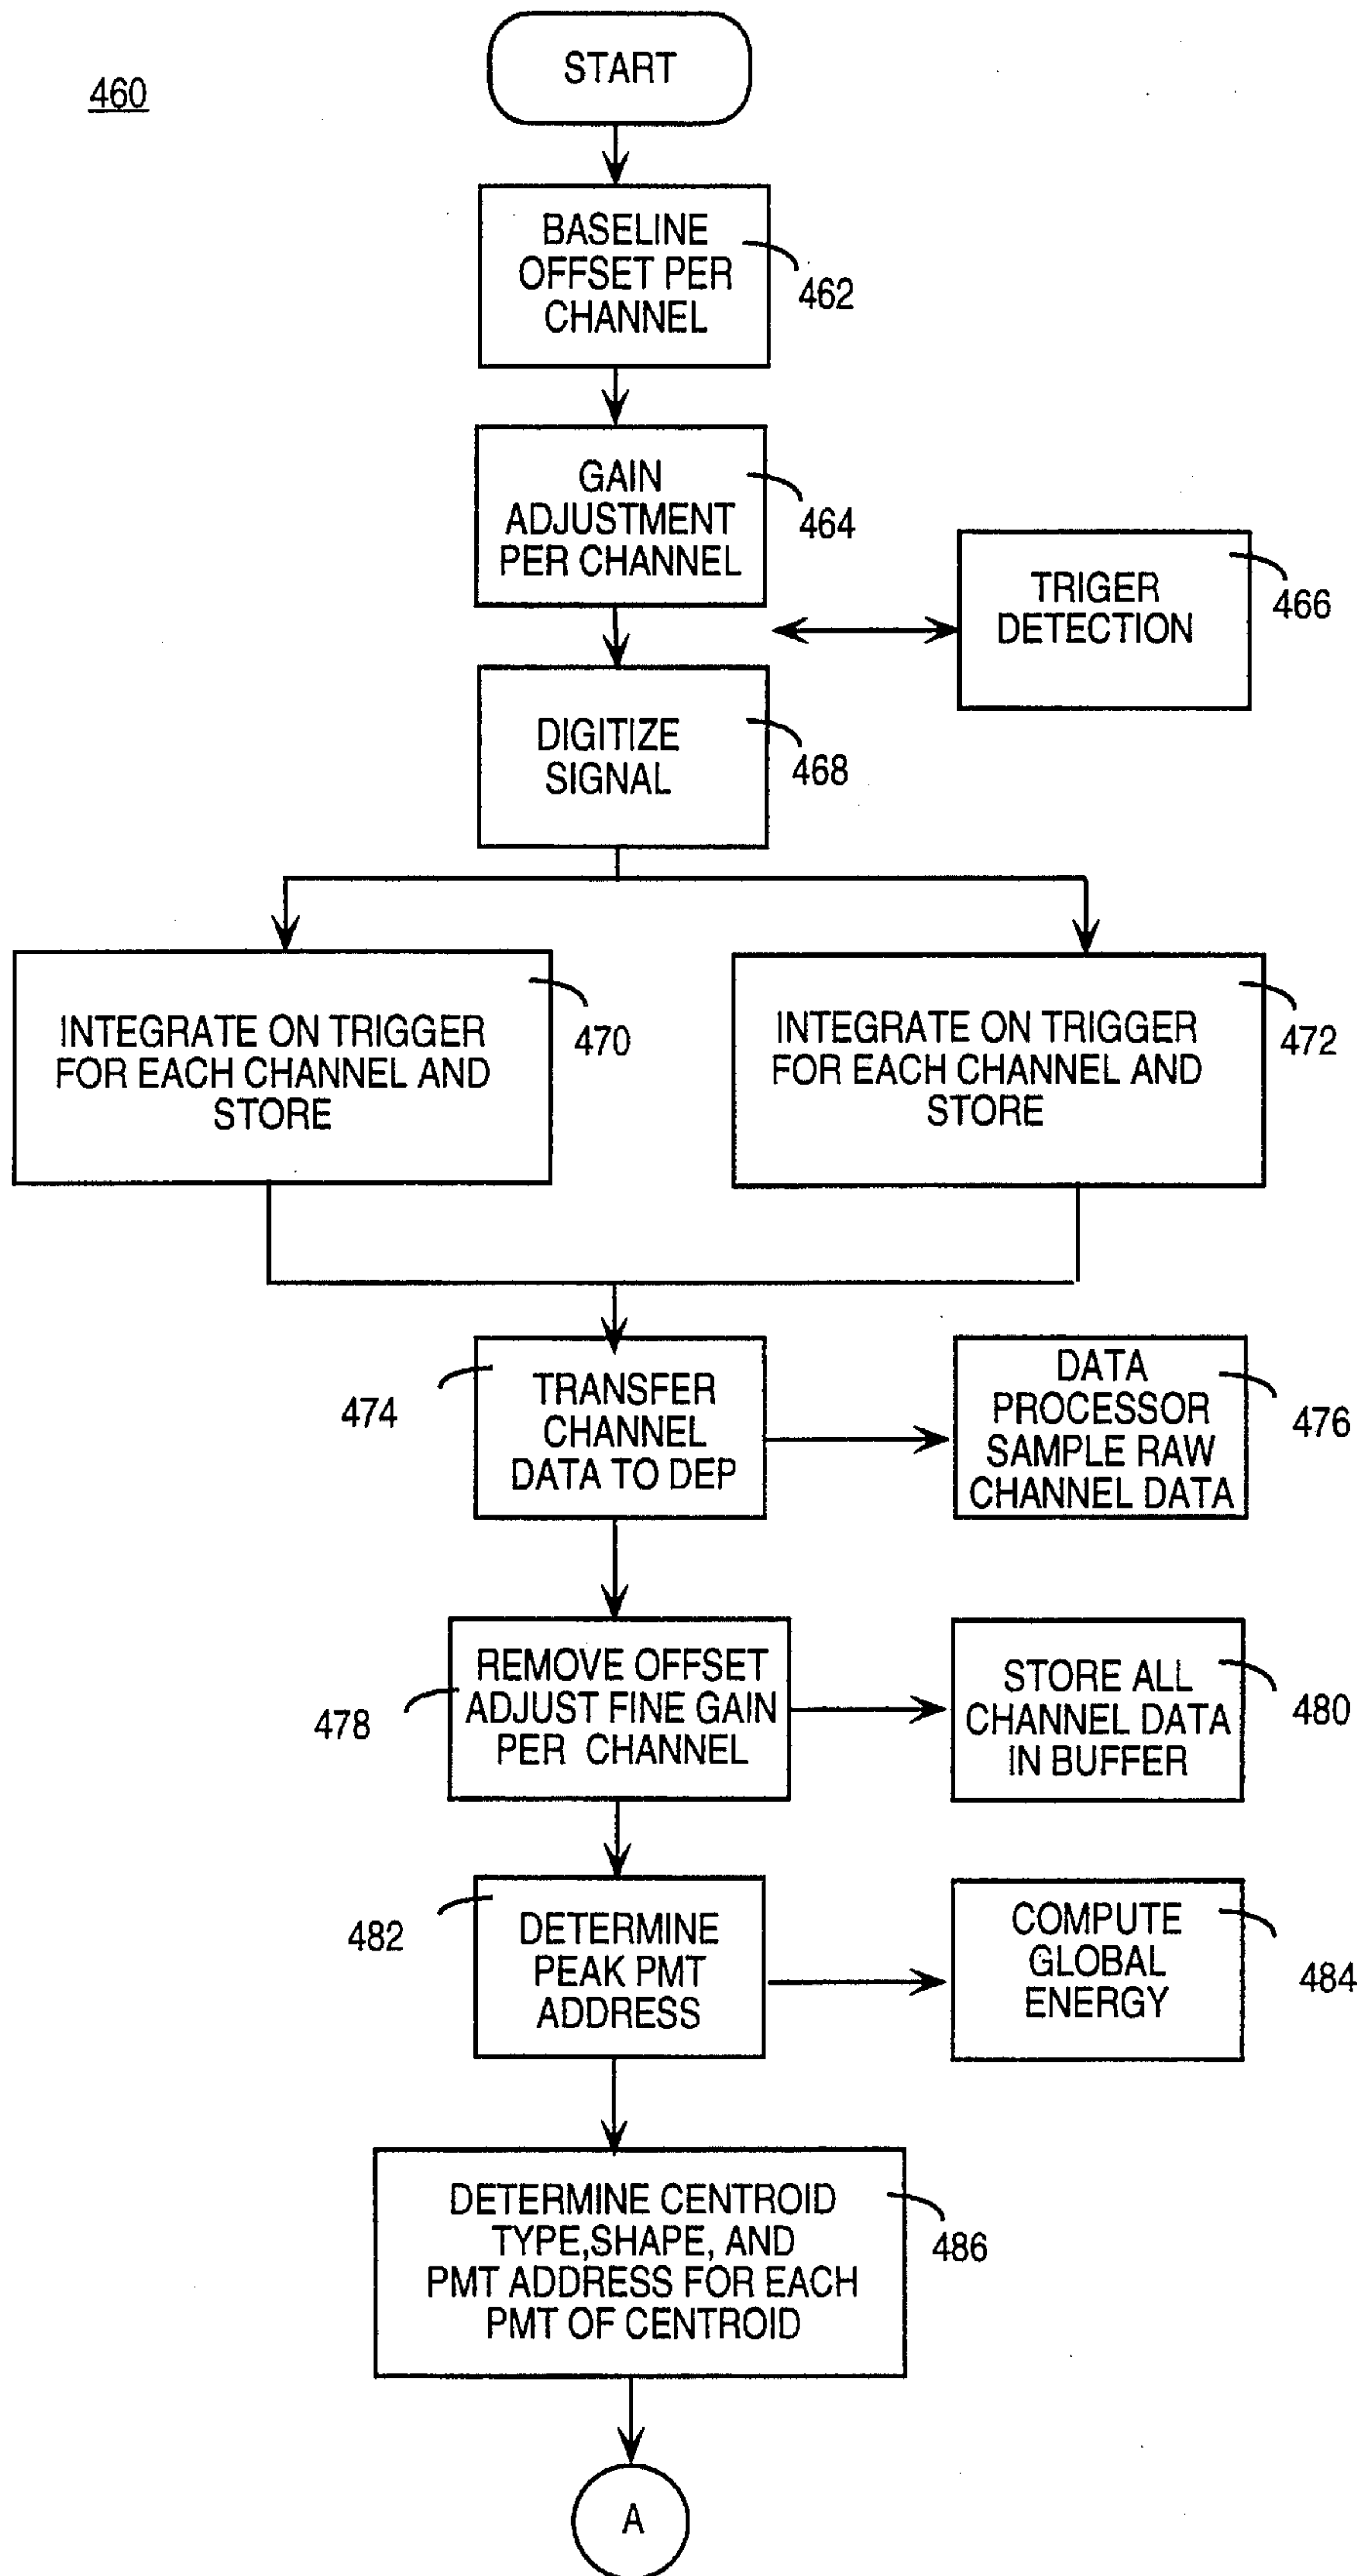 START
460
BASELINE
OFFSET PER
CHANNEL
462
GAIN
ADJUSTMENT
PER CHANNEL
464
TRIGER
DETECTION
466
DIGITIZE
SIGNAL
468
INTEGRATE ON TRIGGER
FOR EACH CHANNEL AND
STORE
470
INTEGRATE ON TRIGGER
FOR EACH CHANNEL AND
STORE
472
474
TRANSFER
CHANNEL
DATA TO DEP
DATA
PROCESSOR
SAMPLE RAW
CHANNEL DATA
476
478
REMOVE OFFSET
ADJUST FINE GAIN
PER CHANNEL
STORE ALL
CHANNEL DATA
IN BUFFER
480
482
DETERMINE
PEAK PMT
ADDRESS
COMPUTE
GLOBAL
ENERGY
484
DETERMINE CENTROID
TYPE,SHAPE, AND
PMT ADDRESS FOR EACH
PMT OF CENTROID
486
A